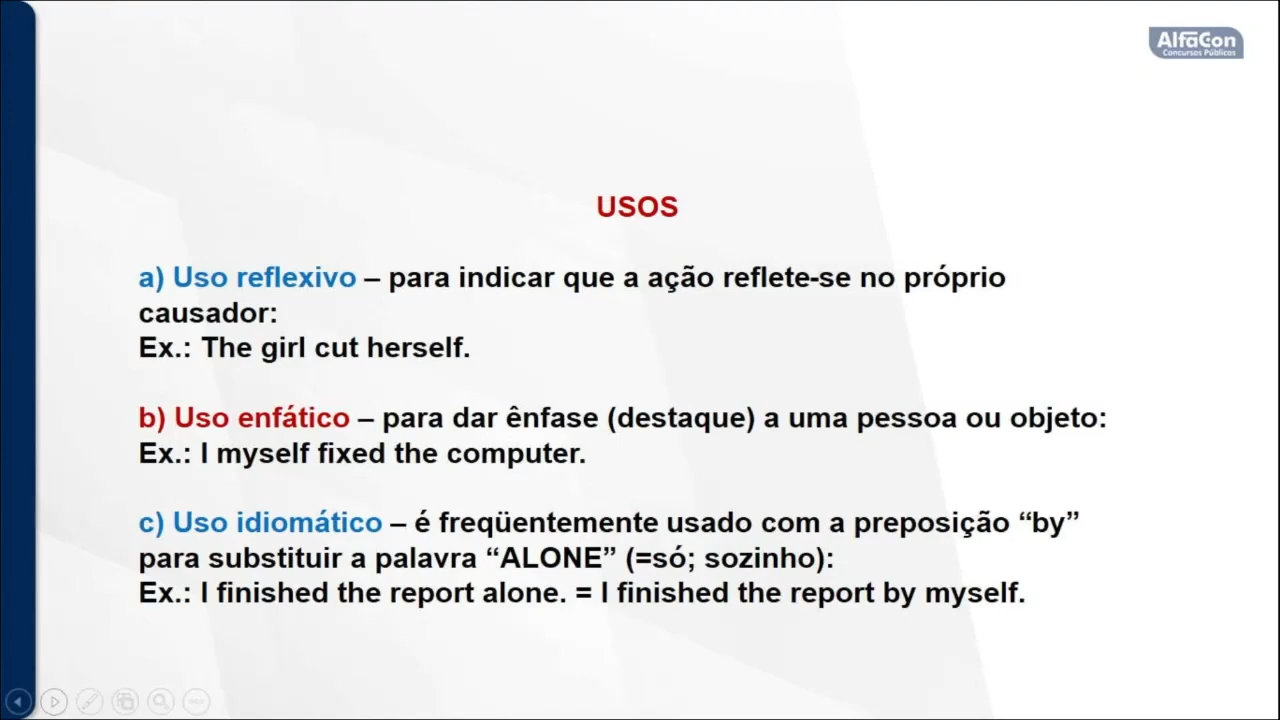 AlfaCon
Concursos Públicos
USOS
a) Uso reflexivo – para indicar que a ação reflete-se no próprio
causador:
Ex.: The girl cut herself.
b) Uso enfático – para dar ênfase (destaque) a uma pessoa ou objeto:
Ex.: I myself fixed the computer.
c) Uso idiomático – é freqüentemente usado com a preposição “by”
para substituir a palavra “ALONE” (=só; sozinho):
Ex.: I finished the report alone. = I finished the report by myself.